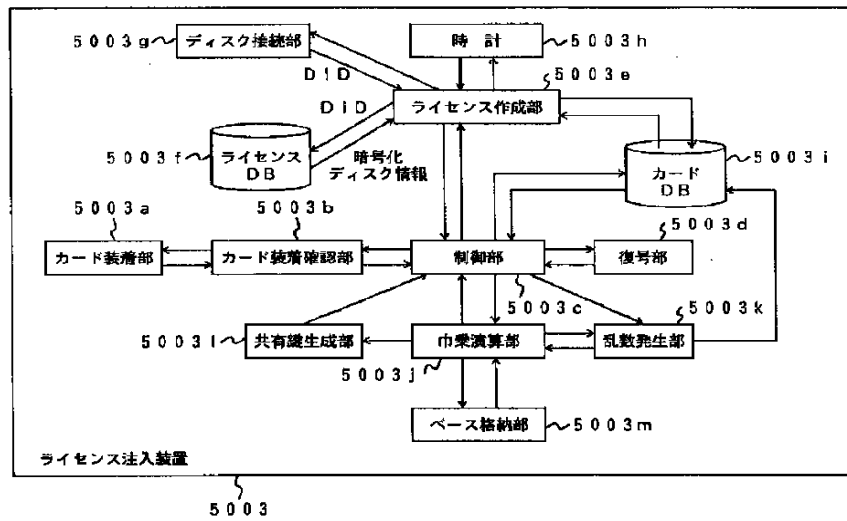 5003g ディスク接続部 時計 5003h
DID
5003e
DID ライセンス作成部
5003f ライセンス
DB
暗号化
ディスク情報
カード
DB
5003i
5003a 5003b 5003d
カード装着部 カード装着確認部 制御部 復号部
5003c 5003k
5003l 共有鍵生成部 巾乗演算部 乱数発生部
5003j
ベース格納部 5003m
ライセンス注入装置
5003